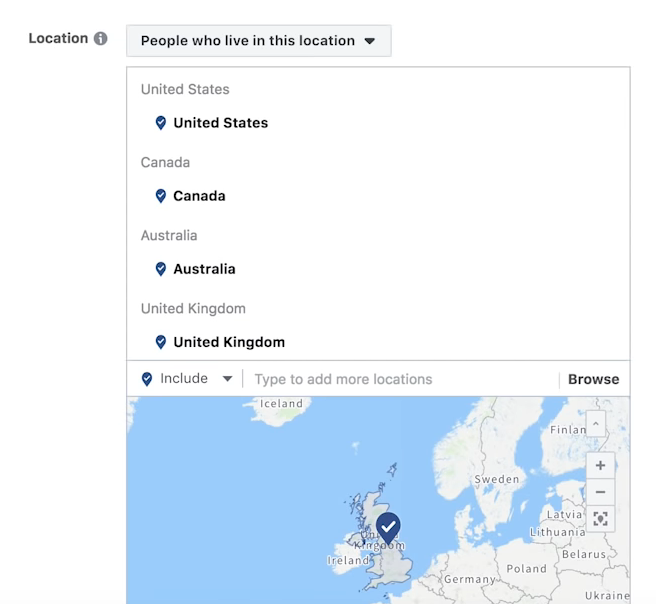 Location People who live in this location
United States
United States
Canada
Canada
Australia
Australia
United Kingdom
United Kingdom
Include Type to add more locations Browse
Iceland
Finlan
Sweden
Latvia
Lithuania
United
Kingdom
Ireland
Belarus
Poland
Germany
Ukraine